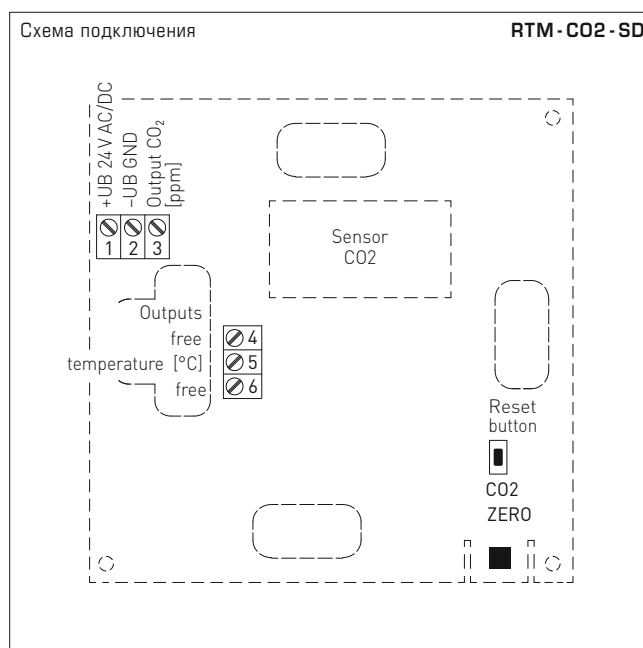 Схема подключения
RTM-CO2-SD
+UB 24V AC/DC
–UB GND
Output CO₂
[ppm]
1 2 3
Sensor
CO2
Outputs
free 4
temperature [°C] 5
free 6
Reset
button
CO2
ZERO